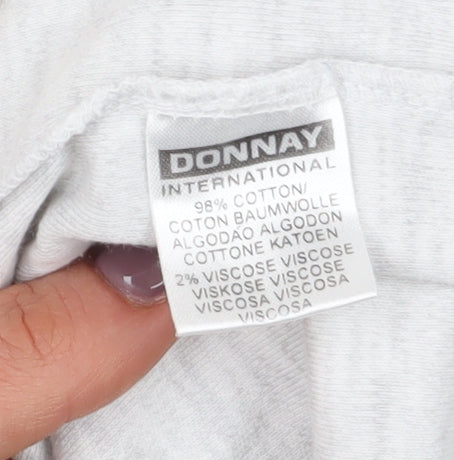 DONNAY
INTERNATIONAL
98% COTTON/
COTON BAUMWOLLE
ALGODAO ALGODON
COTTONE KATOEN
2% VISCOSE VISCOSE
VISKOSE VISCOSE
VISCOSA VISCOSA
VISCOSA